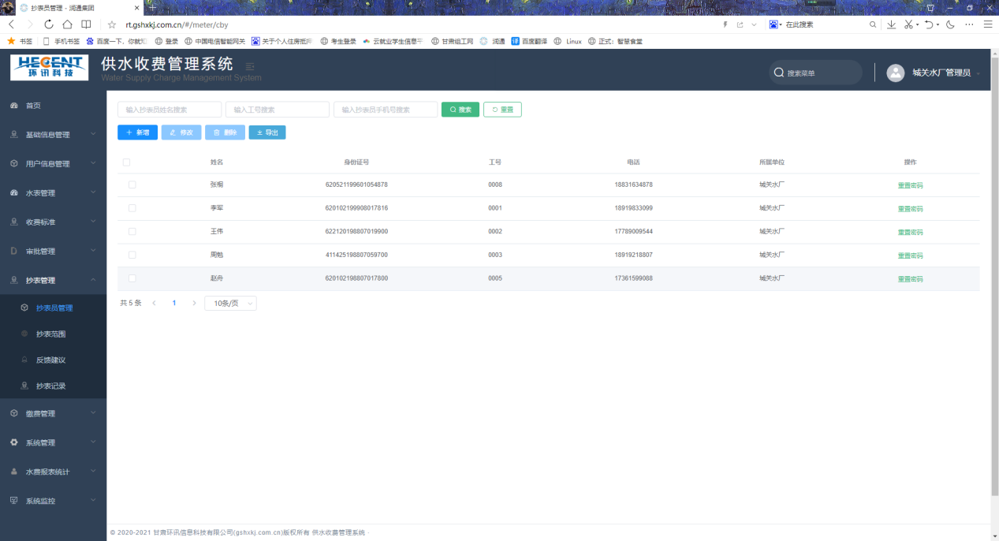 抄表员管理 - 润通集团
rt.gshxkj.com.cn/#/meter/cby
在此搜索
书签 手机书签 百度一下，你就知 登录 中国电信智能网关 关于个人住房抵押 考生登录 云就业学生信息平 甘肃组工网 润通 百度翻译 Linux 正式：智慧食堂
HECENT
环讯科技
供水收费管理系统
Water Supply Charge Management System
搜索菜单
城关水厂管理员
首页
基础信息管理
用户信息管理
水表管理
收费标准
审批管理
抄表管理
抄表员管理
抄表范围
反馈建议
抄表记录
缴费管理
系统管理
水费报表统计
系统监控
输入抄表员姓名搜索 输入工号搜索 输入抄表员手机号搜索 搜索 重置
新增 修改 删除 导出
姓名 身份证号 工号 电话 所属单位 操作
张桐 620521199601054878 0008 18831634878 城关水厂 重置密码
李军 620102199908017816 0001 18919833099 城关水厂 重置密码
王伟 622120198807019900 0002 17789009544 城关水厂 重置密码
周勉 411425198807059700 0003 18919218807 城关水厂 重置密码
赵舟 620102198807017800 0005 17361599088 城关水厂 重置密码
共 5 条 1 10条/页
© 2020-2021 甘肃环讯信息科技有限公司(gshxkj.com.cn)版权所有 供水收费管理系统 ·